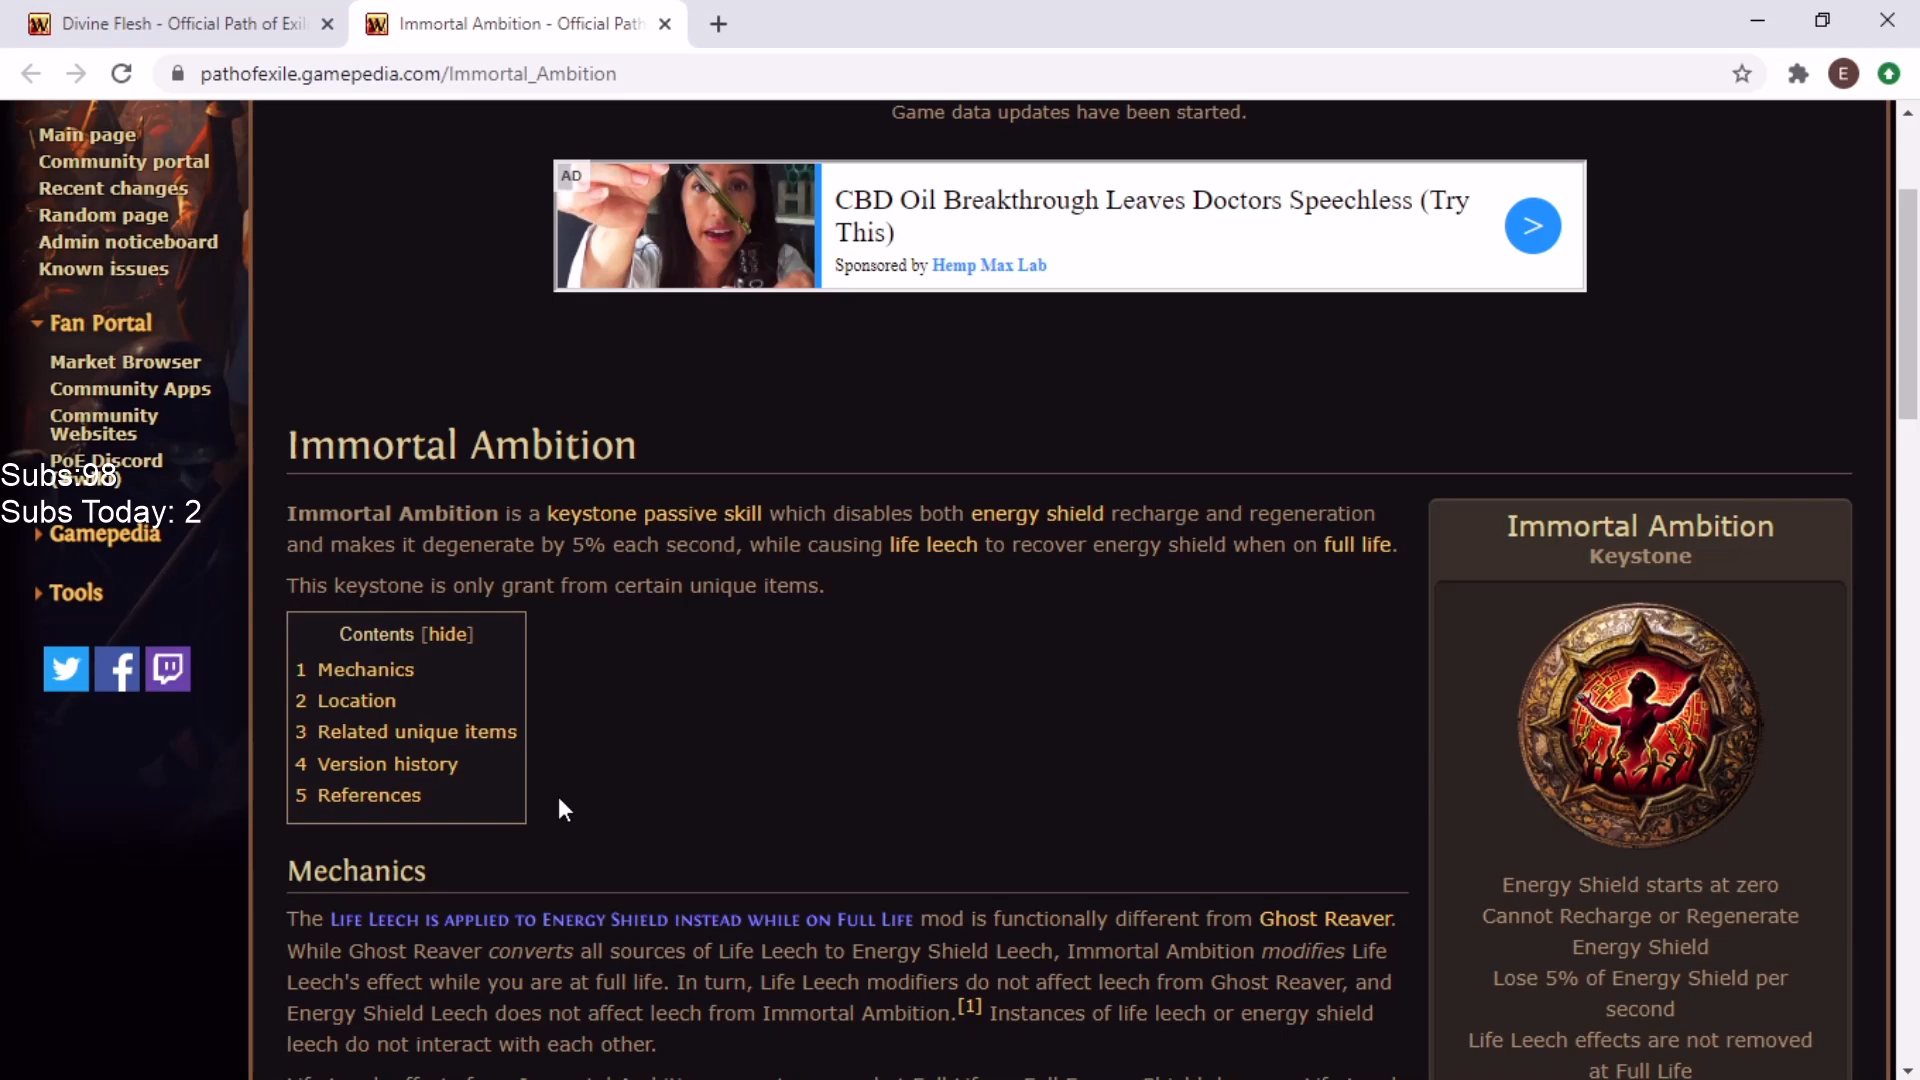 Divine Flesh - Official Path of Exil
Immortal Ambition - Official Path
pathofexile.gamepedia.com/Immortal_Ambition
E
Main page
Community portal
Recent changes
Random page
Admin noticeboard
Known issues
Fan Portal
Market Browser
Community Apps
Community
Websites
PoE Discord
Subs:98
Subs Today: 2
Gamepedia
Tools
Game data updates have been started.
AD
CBD Oil Breakthrough Leaves Doctors Speechless (Try
This)
Sponsored by Hemp Max Lab
>
Immortal Ambition
Immortal Ambition is a keystone passive skill which disables both energy shield recharge and regeneration
and makes it degenerate by 5% each second, while causing life leech to recover energy shield when on full life.
This keystone is only grant from certain unique items.
Contents [hide]
1 Mechanics
2 Location
3 Related unique items
4 Version history
5 References
Mechanics
The Life Leech is applied to Energy Shield instead while on Full Life mod is functionally different from Ghost Reaver.
While Ghost Reaver converts all sources of Life Leech to Energy Shield Leech, Immortal Ambition modifies Life
Leech's effect while you are at full life. In turn, Life Leech modifiers do not affect leech from Ghost Reaver, and
Energy Shield Leech does not affect leech from Immortal Ambition.[1] Instances of life leech or energy shield
leech do not interact with each other.
Immortal Ambition
Keystone
Energy Shield starts at zero
Cannot Recharge or Regenerate
Energy Shield
Lose 5% of Energy Shield per
second
Life Leech effects are not removed
at Full Life